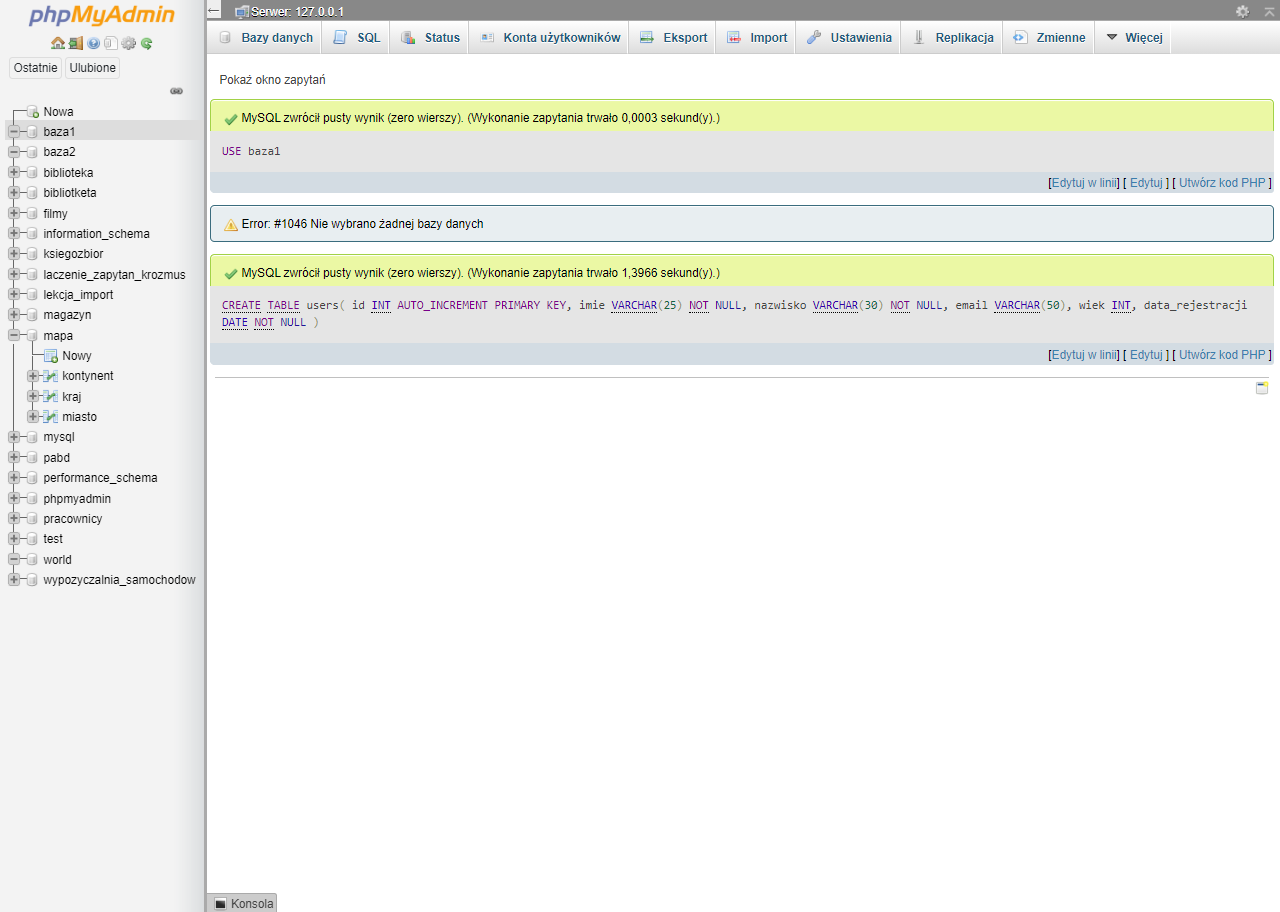 phpMyAdmin
Ostatnie Ulubione
Nowa
baza1
baza2
biblioteka
bibliotketa
filmy
information_schema
ksiegozbior
laczenie_zapytan_krozmus
lekcja_import
magazyn
mapa
Nowy
kontynent
kraj
miasto
mysql
pabd
performance_schema
phpmyadmin
pracownicy
test
world
wypozyczalnia_samochodow
Serwer: 127.0.0.1
Bazy danych SQL Status Konta użytkowników Eksport Import Ustawienia Replikacja Zmienne Więcej
Pokaż okno zapytań
MySQL zwrócił pusty wynik (zero wierszy). (Wykonanie zapytania trwało 0,0003 sekund(y).)
USE baza1
[Edytuj w linii] [ Edytuj ] [ Utwórz kod PHP ]
Error: #1046 Nie wybrano żadnej bazy danych
MySQL zwrócił pusty wynik (zero wierszy). (Wykonanie zapytania trwało 1,3966 sekund(y).)
CREATE TABLE users( id INT AUTO_INCREMENT PRIMARY KEY, imie VARCHAR(25) NOT NULL, nazwisko VARCHAR(30) NOT NULL, email VARCHAR(50), wiek INT, data_rejestracji
DATE NOT NULL )
[Edytuj w linii] [ Edytuj ] [ Utwórz kod PHP ]
Konsola